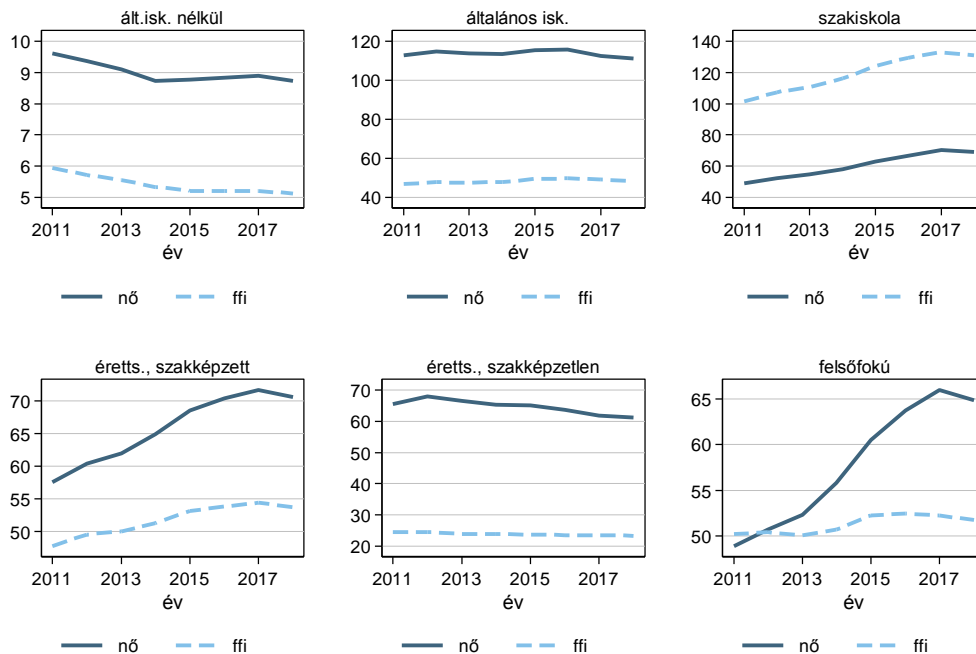 ált.isk. nélkül
10
9
8
7
6
5
2011 2013 2015 2017
év
nő ffi
általános isk.
120
100
80
60
40
2011 2013 2015 2017
év
nő ffi
szakiskola
140
120
100
80
60
40
2011 2013 2015 2017
év
nő ffi
éretts., szakképzett
70
65
60
55
50
2011 2013 2015 2017
év
nő ffi
éretts., szakképzetlen
70
60
50
40
30
20
2011 2013 2015 2017
év
nő ffi
felsőfokú
65
60
55
50
2011 2013 2015 2017
év
nő ffi